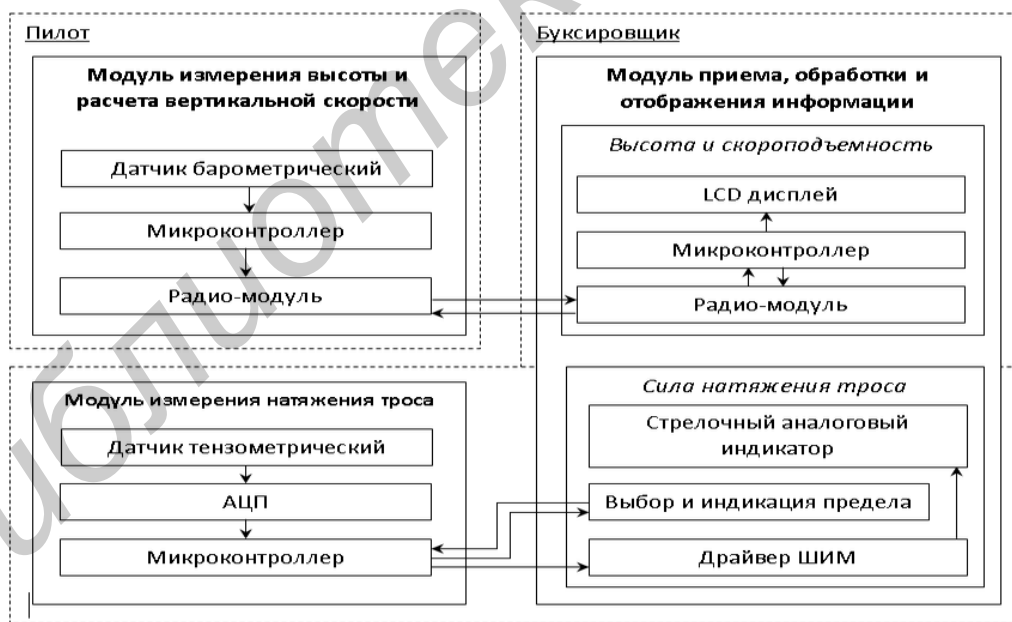 Пилот
Модуль измерения высоты и
расчета вертикальной скорости
Датчик барометрический
Микроконтроллер
Радио-модуль
Буксировщик
Модуль приема, обработки и
отображения информации
Высота и скороподъемность
LCD дисплей
Микроконтроллер
Радио-модуль
Модуль измерения натяжения троса
Датчик тензометрический
АЦП
Микроконтроллер
Сила натяжения троса
Стрелочный аналоговый
индикатор
Выбор и индикация предела
Драйвер ШИМ
иблиотек